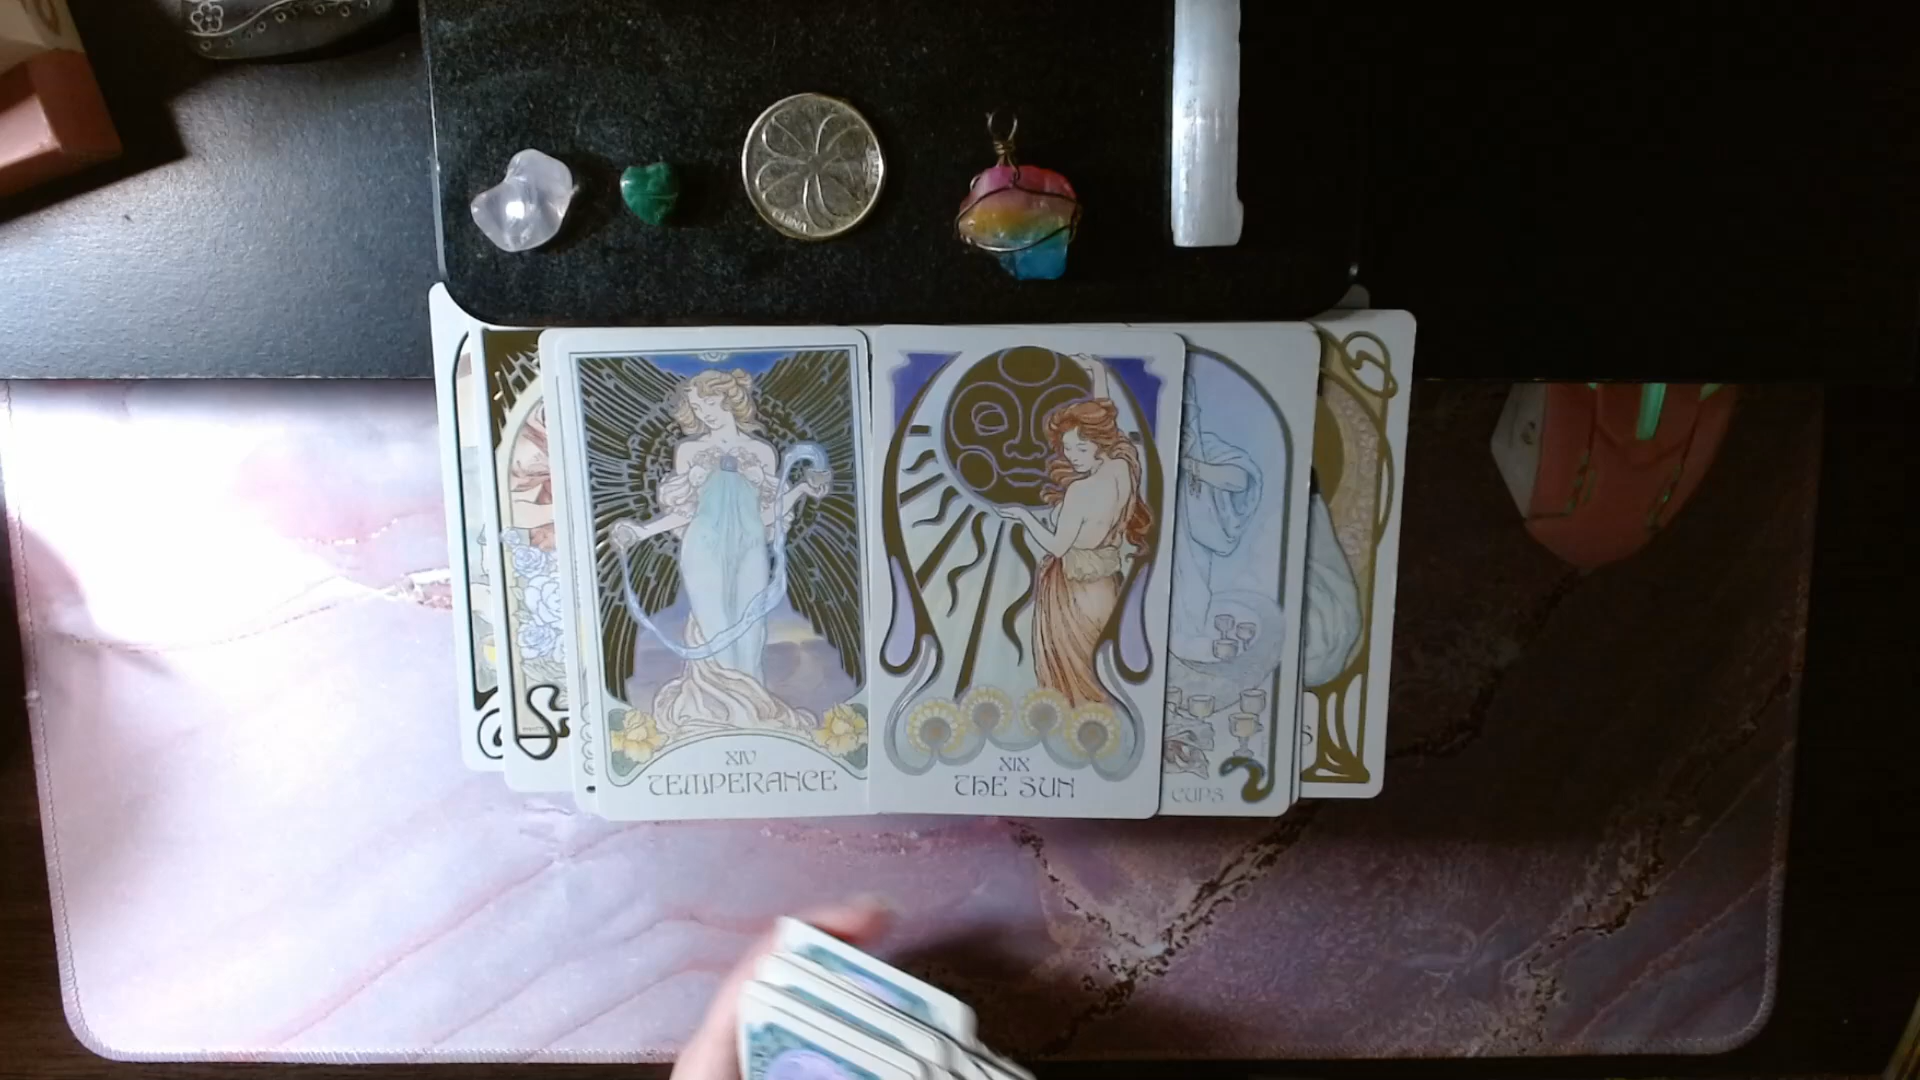 XIV
TEMPERANCE
XIX
THE SUN
CUPS
S